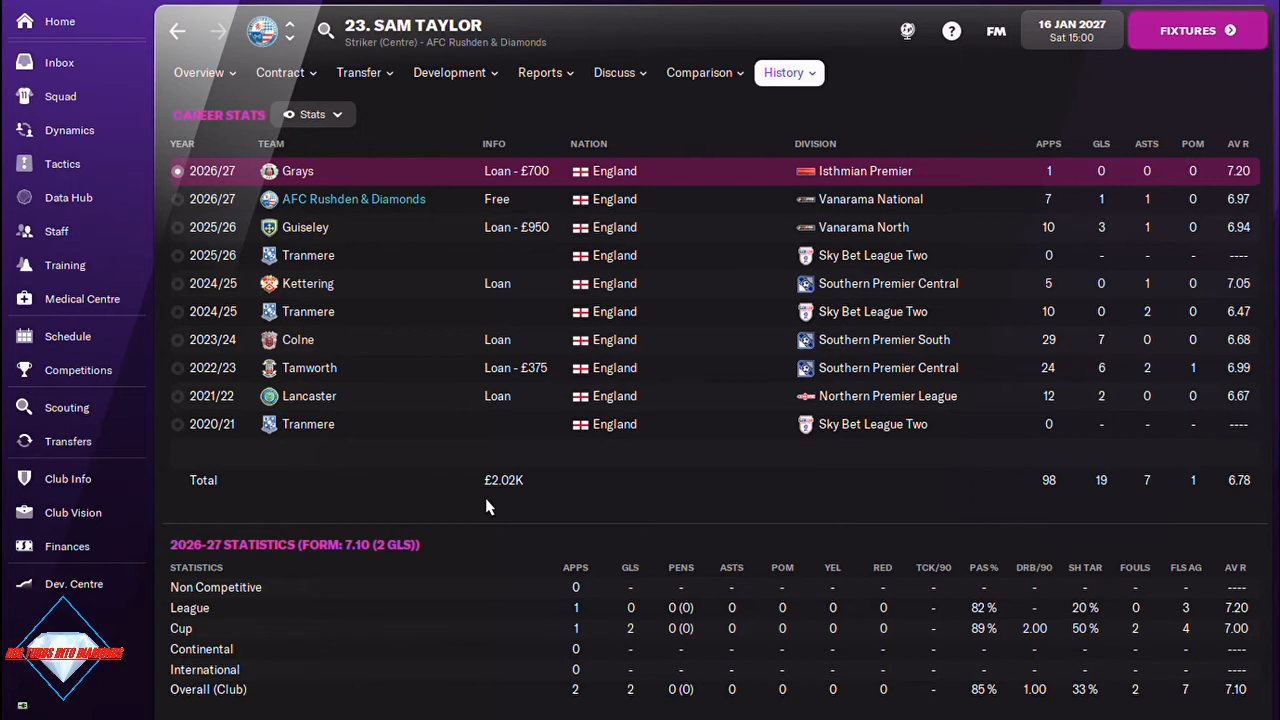 Home
Inbox
Squad
Dynamics
Tactics
Data Hub
Staff
Training
Medical Centre
Schedule
Competitions
Scouting
Transfers
Club Info
Club Vision
Finances
Dev. Centre
23. SAM TAYLOR
Striker (Centre) - AFC Rushden & Diamonds
FM
16 JAN 2027
Sat 15:00
FIXTURES
Overview Contract Transfer Development Reports Discuss Comparison History
CAREER STATS Stats
YEAR TEAM INFO NATION DIVISION APPS GLS ASTS POM AV R
2026/27 Grays Loan - £700 England Isthmian Premier 1 0 0 0 7.20
2026/27 AFC Rushden & Diamonds Free England Vanarama National 7 1 1 0 6.97
2025/26 Guiseley Loan - £950 England Vanarama North 10 3 1 0 6.94
2025/26 Tranmere England Sky Bet League Two 0 - - - ----
2024/25 Kettering Loan England Southern Premier Central 5 0 1 0 7.05
2024/25 Tranmere England Sky Bet League Two 10 0 2 0 6.47
2023/24 Colne Loan England Southern Premier South 29 7 0 0 6.68
2022/23 Tamworth Loan - £375 England Southern Premier Central 24 6 2 1 6.99
2021/22 Lancaster Loan England Northern Premier League 12 2 0 0 6.67
2020/21 Tranmere England Sky Bet League Two 0 - - - ----
Total £2.02K 98 19 7 1 6.78
2026-27 STATISTICS (FORM: 7.10 (2 GLS))
STATISTICS APPS GLS PENS ASTS POM YEL RED TCK/90 PAS % DRB/90 SH TAR FOULS FLS AG AV R
Non Competitive 0 - - - - - - - - - - - - ----
League 1 0 0 (0) 0 0 0 0 - 82 % - 20 % 0 3 7.20
Cup 1 2 0 (0) 0 0 0 0 - 89 % 2.00 50 % 2 4 7.00
Continental 0 - - - - - - - - - - - - ----
International 0 - - - - - - - - - - - - ----
Overall (Club) 2 2 0 (0) 0 0 0 0 - 85 % 1.00 33 % 2 7 7.10